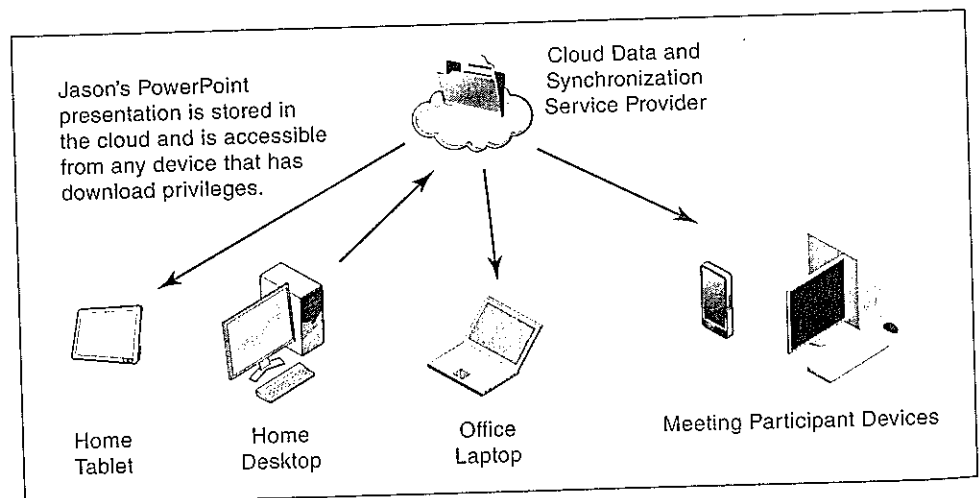 Jason's PowerPoint
presentation is stored in
the cloud and is accessible
from any device that has
download privileges.
Cloud Data and
Synchronization
Service Provider
Home
Tablet
Home
Desktop
Office
Laptop
Meeting Participant Devices